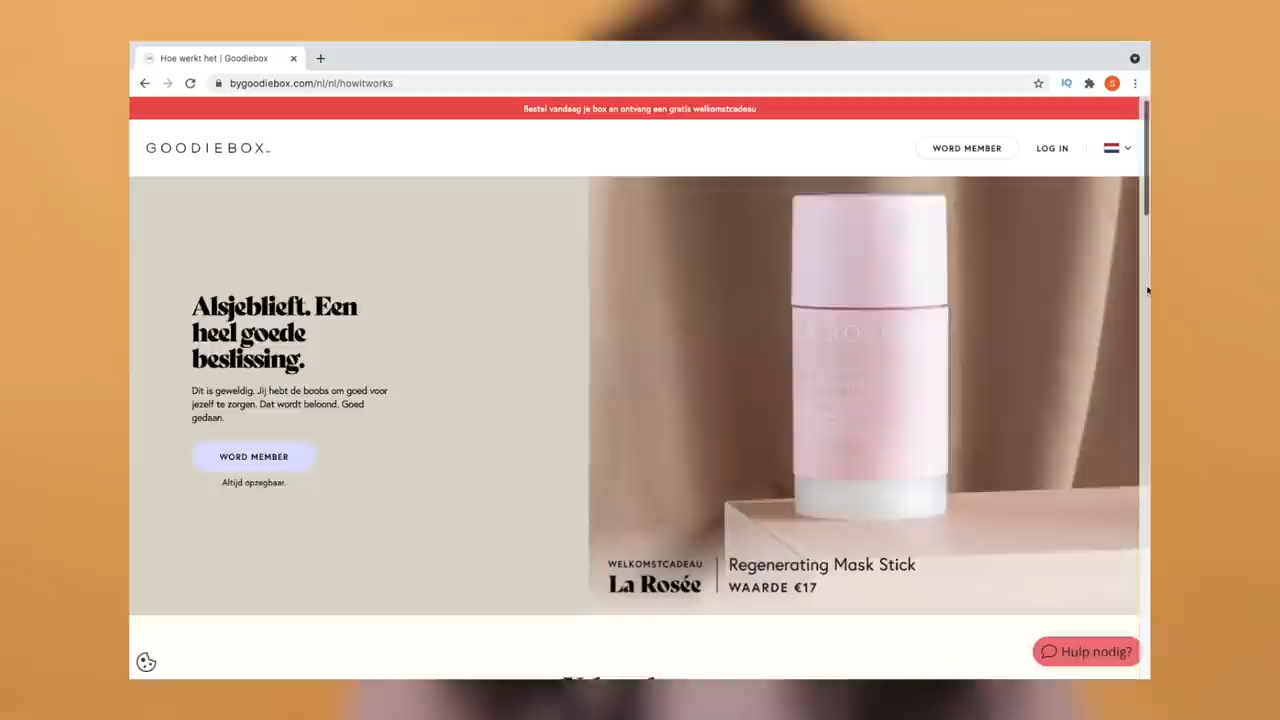 Hoe werkt het | Goodiebox
bygoodiebox.com/nl/nl/howitworks
IQ
S
Bestel vandaag je box en ontvang een gratis welkomstcadeau
GOODIEBOX
WORD MEMBER
LOG IN
Alsjeblieft. Een
heel goede
beslissing.
Dit is geweldig. Jij hebt de boobs om goed voor
jezelf te zorgen. Dat wordt beloond. Goed
gedaan.
WORD MEMBER
Altijd opzegbaar.
WELKOMSTCADEAU
La Rosée
Regenerating Mask Stick
WAARDE €17
Hulp nodig?